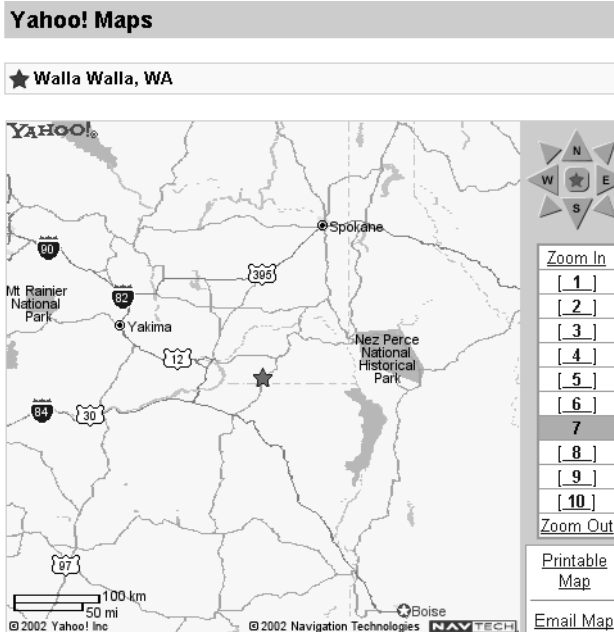 Yahoo! Maps
Walla Walla, WA
YAHOO!
N
W
E
S
Spokane
90
395
Mt Rainier
National
Park
82
Yakima
12
Nez Perce
National
Historical
Park
84
30
97
100 km
50 mi
Boise
© 2002 Yahoo! Inc
© 2002 Navigation Technologies
NAVTECH
Zoom In
[ 1 ]
[ 2 ]
[ 3 ]
[ 4 ]
[ 5 ]
[ 6 ]
7
[ 8 ]
[ 9 ]
[ 10 ]
Zoom Out
Printable
Map
Email Map